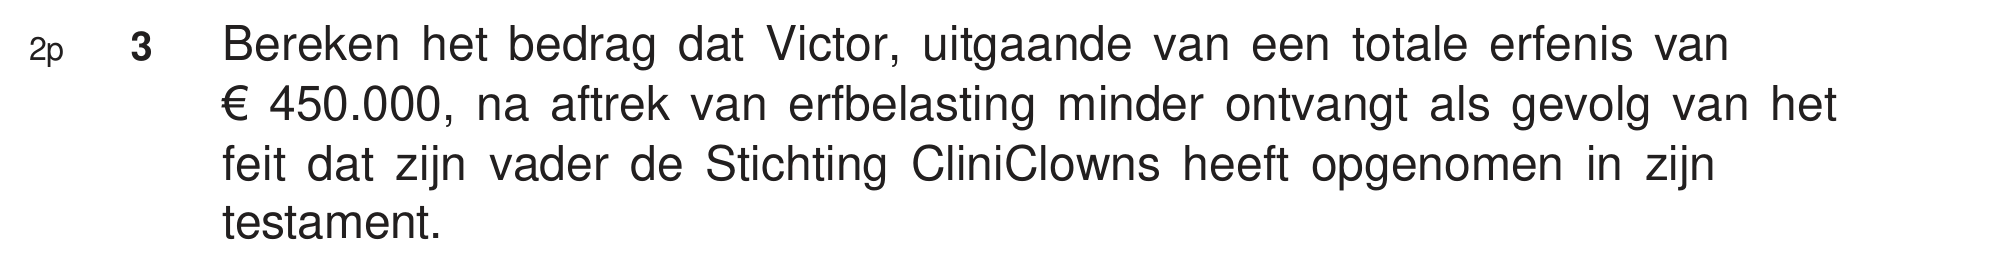 2p 3 Bereken het bedrag dat Victor, uitgaande van een totale erfenis van
€ 450.000, na aftrek van erfbelasting minder ontvangt als gevolg van het
feit dat zijn vader de Stichting CliniClowns heeft opgenomen in zijn
testament.